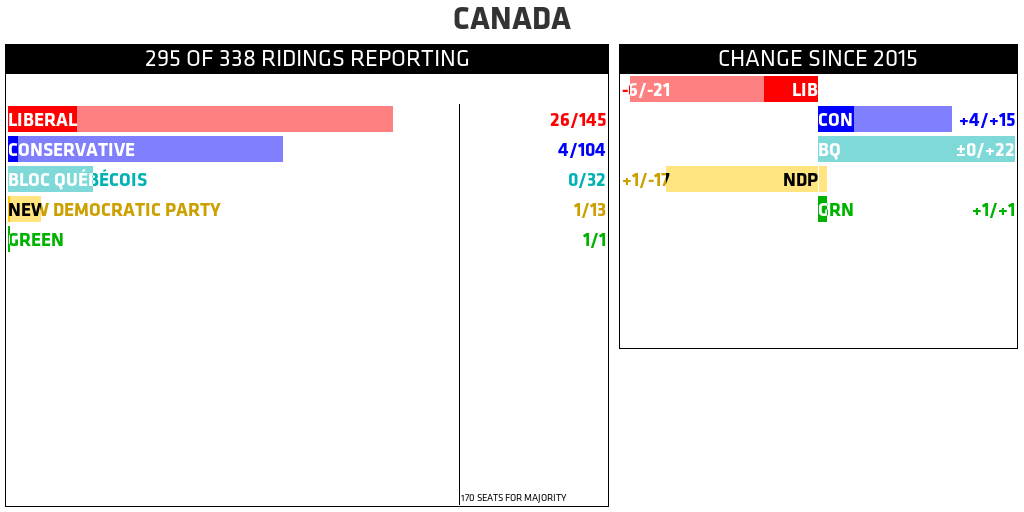 CANADA
295 OF 338 RIDINGS REPORTING
LIBERAL 26/145
CONSERVATIVE 4/104
BLOC QUÉBÉCOIS 0/32
NEW DEMOCRATIC PARTY 1/13
GREEN 1/1
170 SEATS FOR MAJORITY
CHANGE SINCE 2015
-6/-21 LIB
CON +4/+15
BQ ±0/+22
+1/-17 NDP
GRN +1/+1